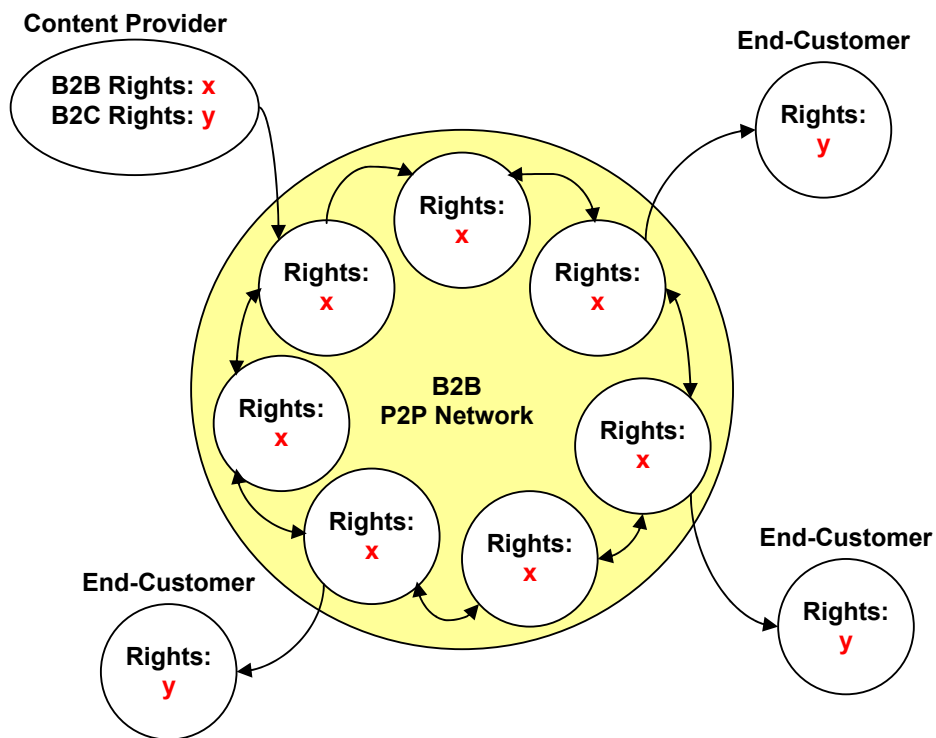 Content Provider
B2B Rights: x
B2C Rights: y
End-Customer
Rights:
y
Rights:
x
Rights:
x
Rights:
x
B2B
P2P Network
Rights:
x
Rights:
x
Rights:
x
Rights:
x
End-Customer
Rights:
y
End-Customer
Rights:
y